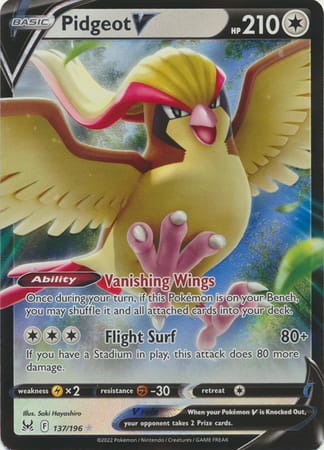 BASIC Pidgeot V HP 210
Ability Vanishing Wings
Once during your turn, if this Pokémon is on your Bench,
you may shuffle it and all attached cards into your deck.
Flight Surf 80+
If you have a Stadium in play, this attack does 80 more
damage.
weakness ×2 resistance -30 retreat
Illus. Saki Hayashiro
V rule When your Pokémon V is Knocked Out,
your opponent takes 2 Prize cards.
F 137/196
©2022 Pokémon / Nintendo / Creatures / GAME FREAK